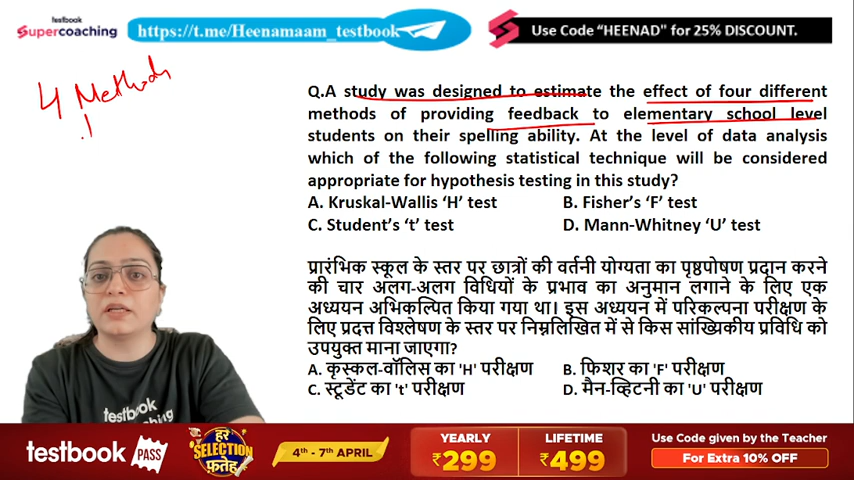 testbook
Supercoaching
https://t.me/Heenamaam_testbook
Use Code "HEENAD" for 25% DISCOUNT.
4 Methods
Q.A study was designed to estimate the effect of four different
methods of providing feedback to elementary school level
students on their spelling ability. At the level of data analysis
which of the following statistical technique will be considered
appropriate for hypothesis testing in this study?
A. Kruskal-Wallis 'H' test B. Fisher's 'F' test
C. Student's 't' test D. Mann-Whitney 'U' test
प्रारंभिक स्कूल के स्तर पर छात्रों की वर्तनी योग्यता का पृष्ठपोषण प्रदान करने
की चार अलग-अलग विधियों के प्रभाव का अनुमान लगाने के लिए एक
अध्ययन अभिकल्पित किया गया था। इस अध्ययन में परिकल्पना परीक्षण के
लिए प्रदत्त विश्लेषण के स्तर पर निम्नलिखित में से किस सांख्यिकीय प्रविधि को
उपयुक्त माना जाएगा?
A. क्रुस्कल-वॉलिस का 'H' परीक्षण B. फिशर का 'F' परीक्षण
C. स्टूडेंट का 't' परीक्षण D. मैन-व्हिटनी का 'U' परीक्षण
testbook
testbook PASS
हर SELECTION फतेह
4th - 7th APRIL
YEARLY ₹299
LIFETIME ₹499
Use Code given by the Teacher
For Extra 10% OFF